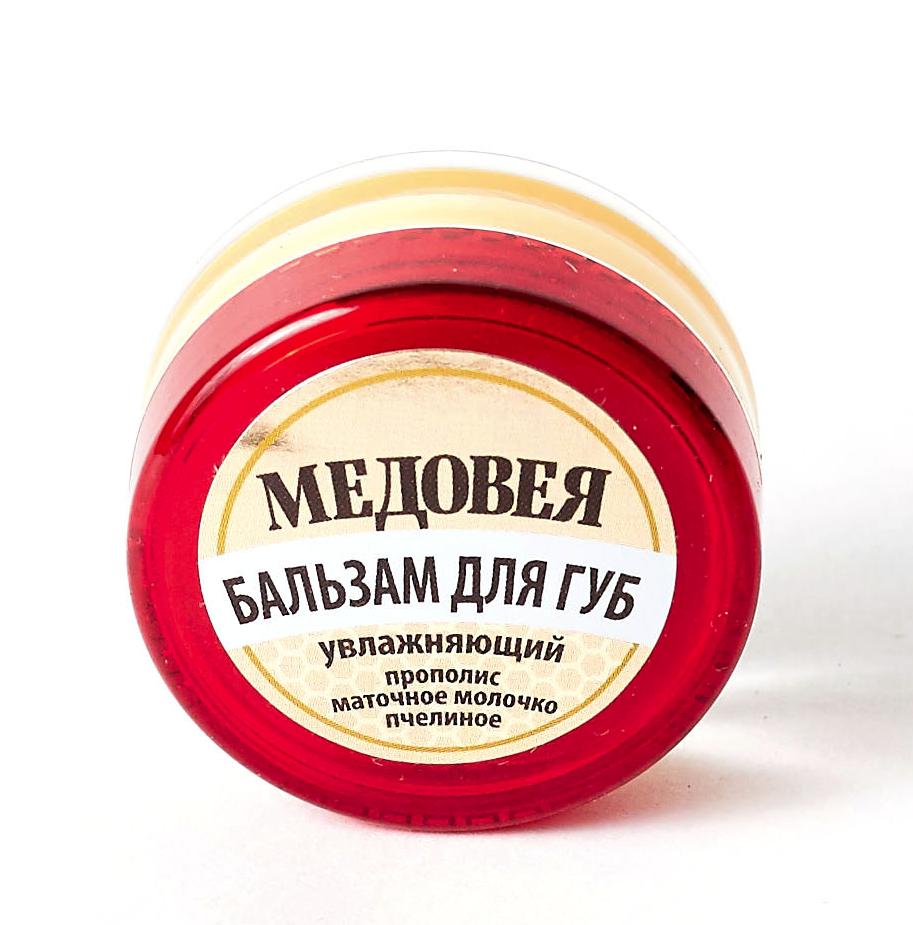 МЕДОВЕЯ
БАЛЬЗАМ ДЛЯ ГУБ
увлажняющий
прополис
маточное молочко
пчелиное